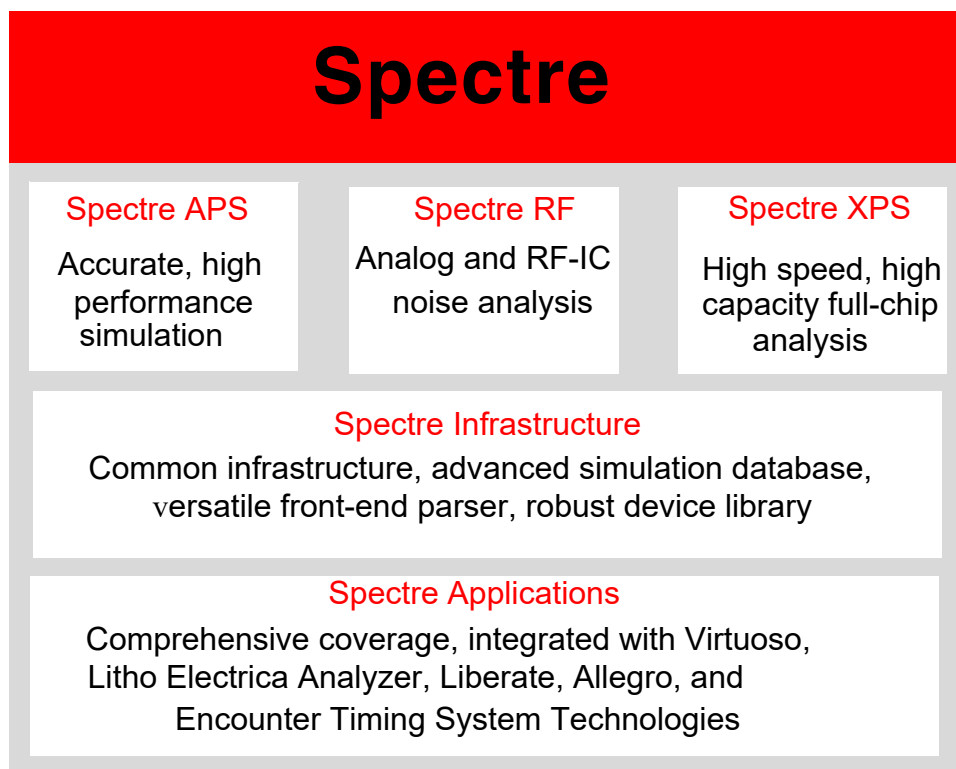 Spectre
Spectre APS
Accurate, high
performance
simulation
Spectre RF
Analog and RF-IC
noise analysis
Spectre XPS
High speed, high
capacity full-chip
analysis
Spectre Infrastructure
Common infrastructure, advanced simulation database,
versatile front-end parser, robust device library
Spectre Applications
Comprehensive coverage, integrated with Virtuoso,
Litho Electrica Analyzer, Liberate, Allegro, and
Encounter Timing System Technologies